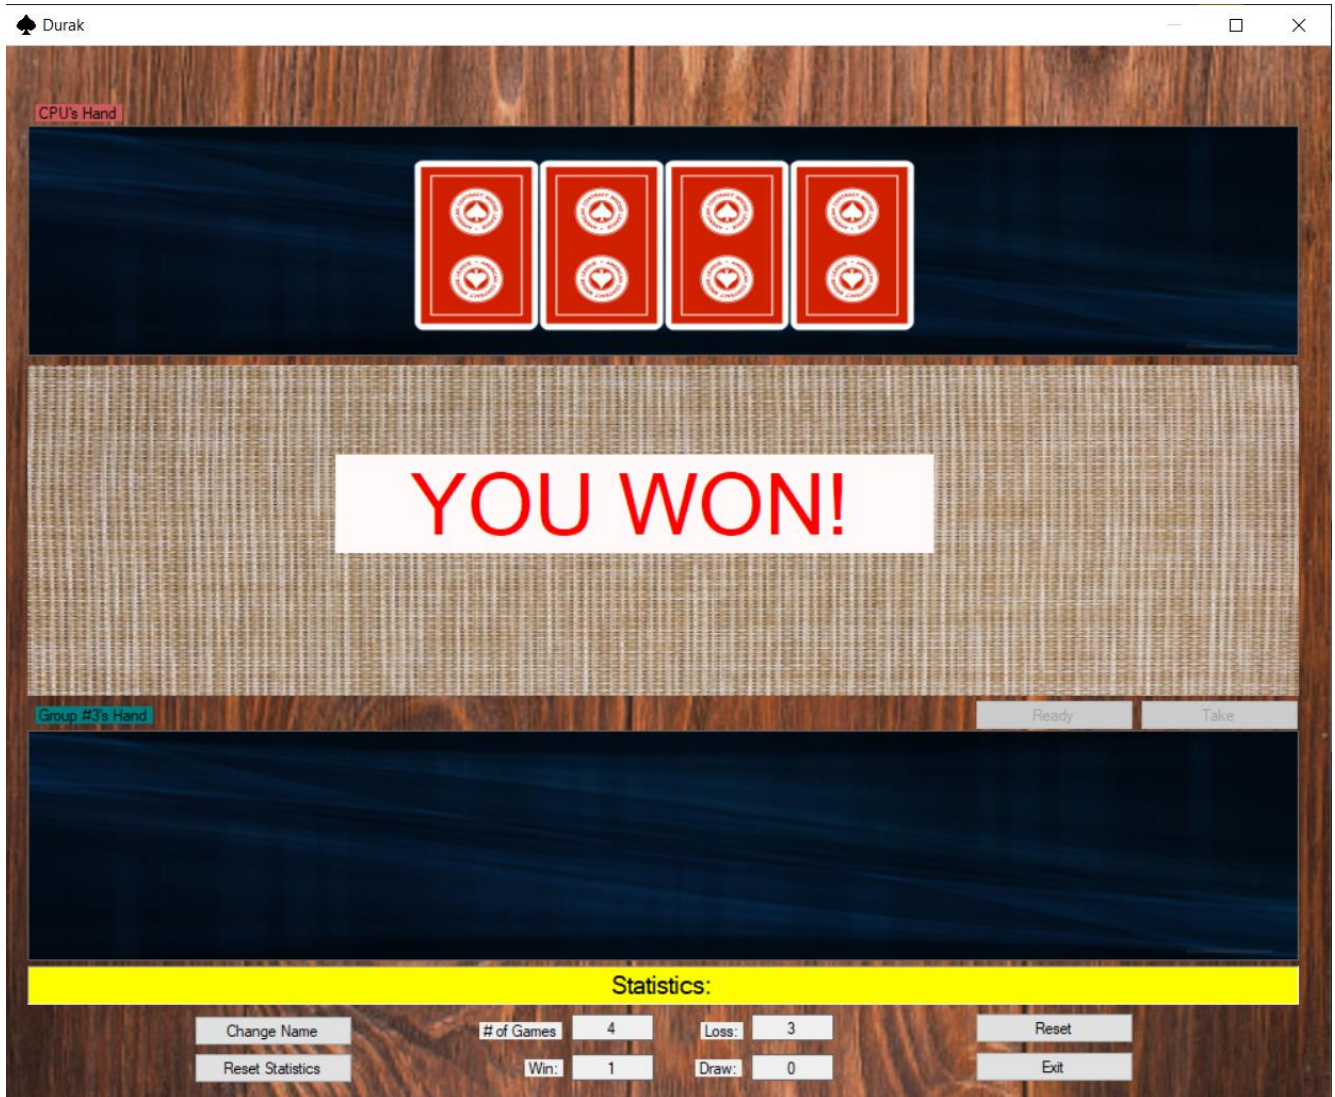 Durak
CPU's Hand
YOU WON!
Group #3's Hand
Ready
Take
Statistics:
Change Name
# of Games
4
Loss:
3
Reset
Reset Statistics
Win:
1
Draw:
0
Exit